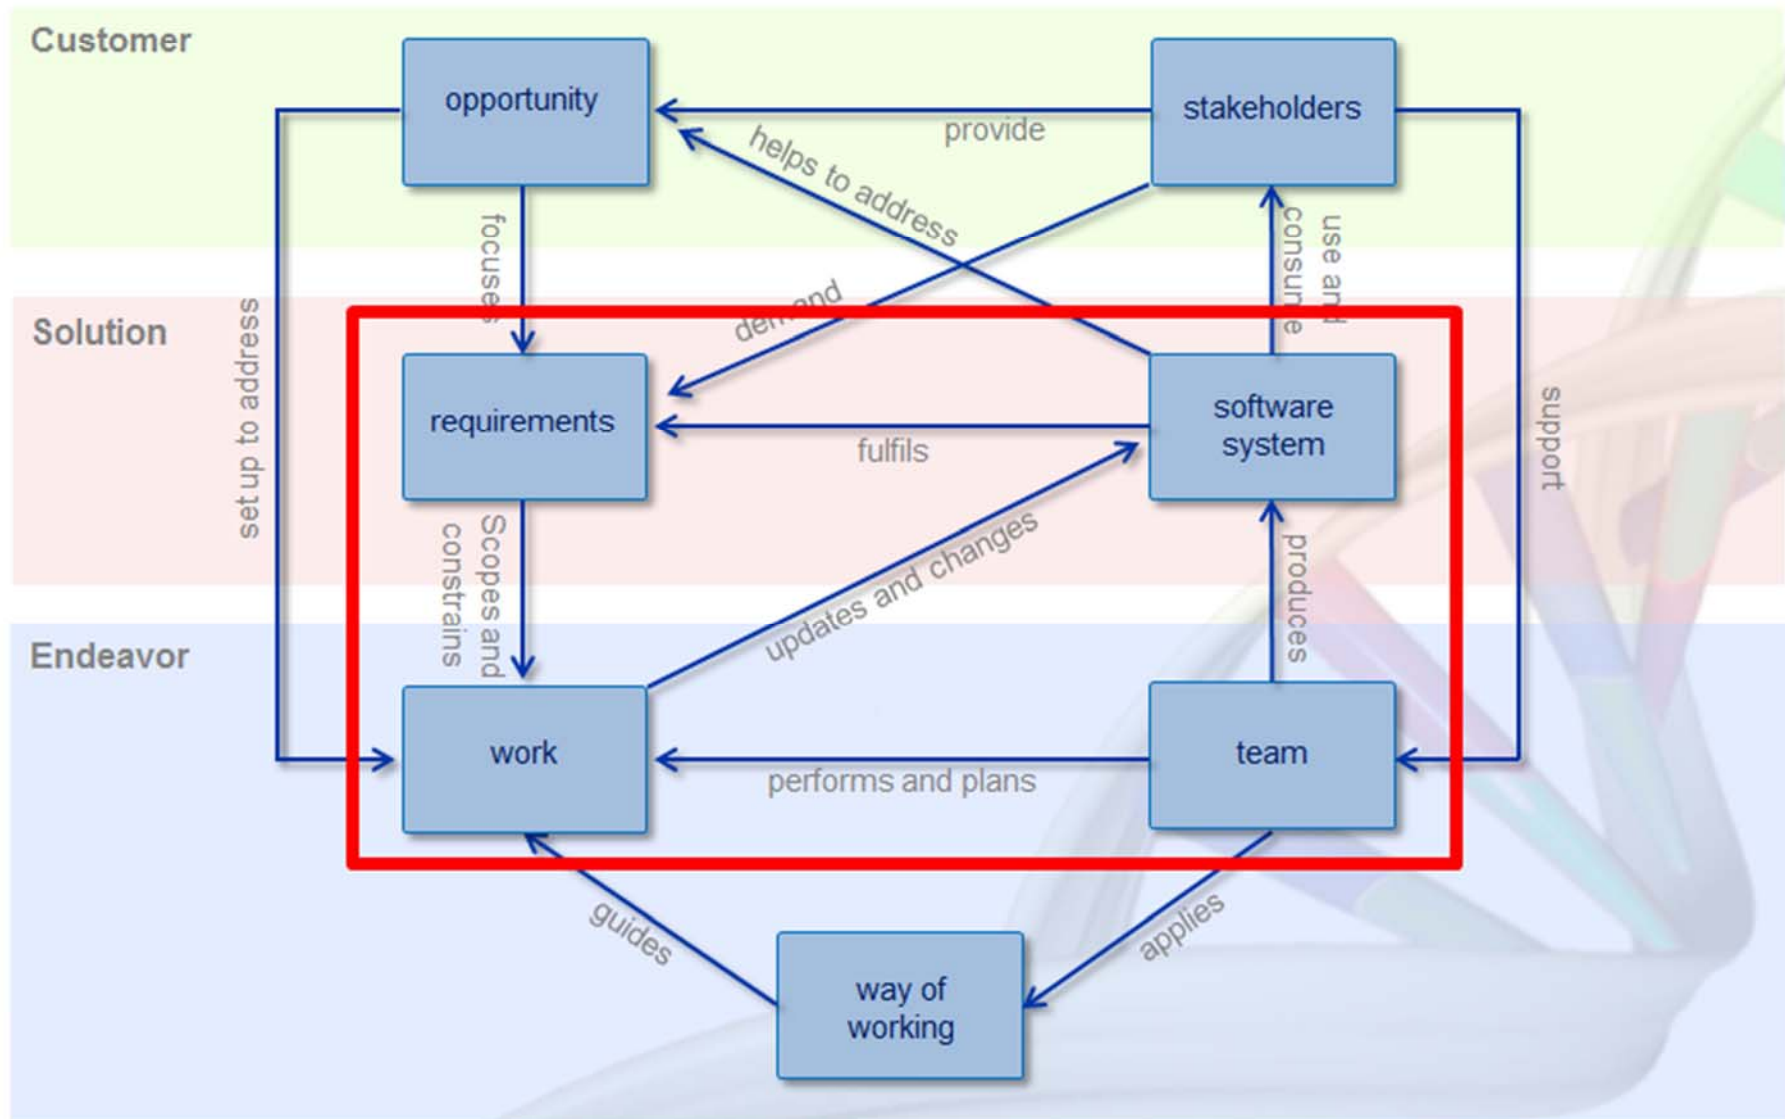 Customer
opportunity
stakeholders
provide
helps to address
focuses
use and
consume
demand
Solution
set up to address
requirements
software
system
fulfils
support
Scopes and
constrains
updates and changes
produces
Endeavor
work
team
performs and plans
guides
applies
way of
working